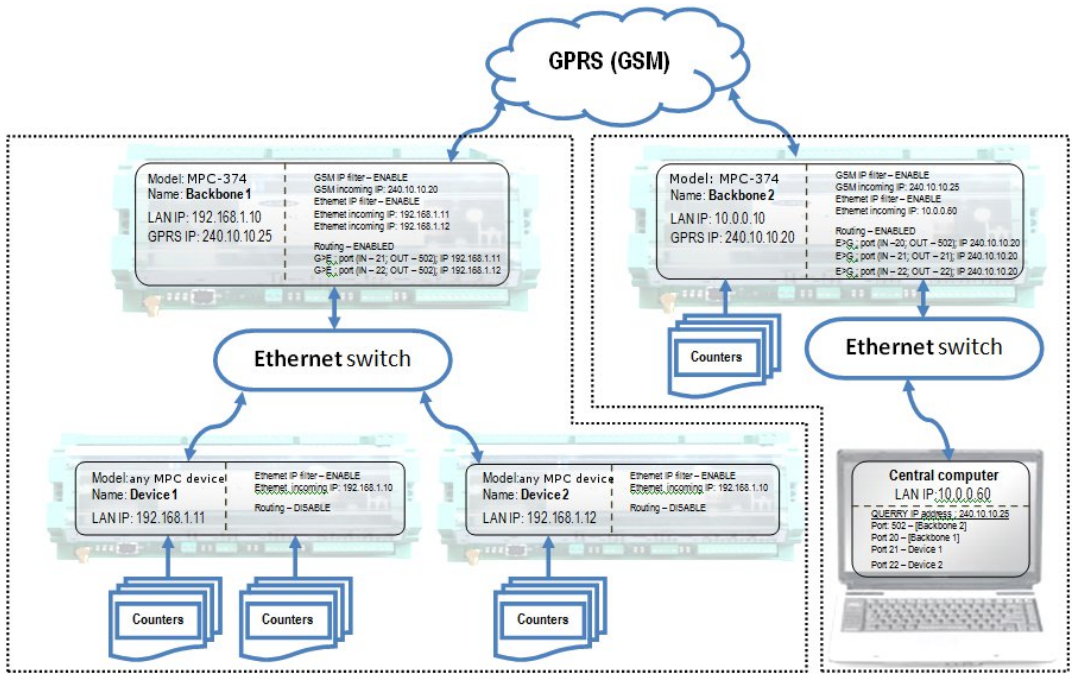 GPRS (GSM)
Model: MPC-374
Name: Backbone1
LAN IP: 192.168.1.10
GPRS IP: 240.10.10.25
GSM IP filter – ENABLE
GSM incoming IP: 240.10.10.20
Ethernet IP filter – ENABLE
Ethernet incoming IP: 192.168.1.11
Ethernet incoming IP: 192.168.1.12
Routing – ENABLED
G>E ; port (IN – 21; OUT – 502); IP 192.168.1.11
G>E ; port (IN – 22; OUT – 502); IP 192.168.1.12
Model: MPC-374
Name: Backbone2
LAN IP: 10.0.0.10
GPRS IP: 240.10.10.20
GSM IP filter – ENABLE
GSM incoming IP: 240.10.10.25
Ethernet IP filter – ENABLE
Ethernet incoming IP: 10.0.0.60
Routing – ENABLED
E>G ; port (IN –20; OUT – 502); IP 240.10.10.20
E>G ; port (IN – 21; OUT – 21); IP 240.10.10.20
E>G ; port (IN – 22; OUT – 22); IP 240.10.10.20
Ethernet switch
Counters
Ethernet switch
Model:any MPC device
Name: Device1
LAN IP: 192.168.1.11
Ethernet IP filter – ENABLE
Ethernet incoming IP: 192.168.1.10
Routing – DISABLE
Model:any MPC device
Name: Device2
LAN IP: 192.168.1.12
Ethernet IP filter – ENABLE
Ethernet incoming IP: 192.168.1.10
Routing – DISABLE
Central computer
LAN IP:10.0.0.60
QUERRY IP address : 240.10.10.25
Port: 502 – [Backbone 2]
Port 20 – [Backbone 1]
Port 21 – Device 1
Port 22 – Device 2
Counters
Counters
Counters